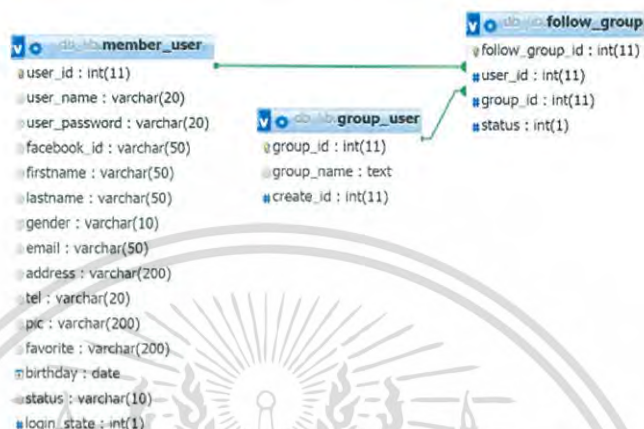 member_user
user_id : int(11)
user_name : varchar(20)
user_password : varchar(20)
facebook_id : varchar(50)
firstname : varchar(50)
lastname : varchar(50)
gender : varchar(10)
email : varchar(50)
address : varchar(200)
tel : varchar(20)
pic : varchar(200)
favorite : varchar(200)
birthday : date
status : varchar(10)
#login_state : int(1)
group_user
group_id : int(11)
group_name : text
#create_id : int(11)
follow_group
follow_group_id : int(11)
#user_id : int(11)
#group_id : int(11)
#status : int(1)